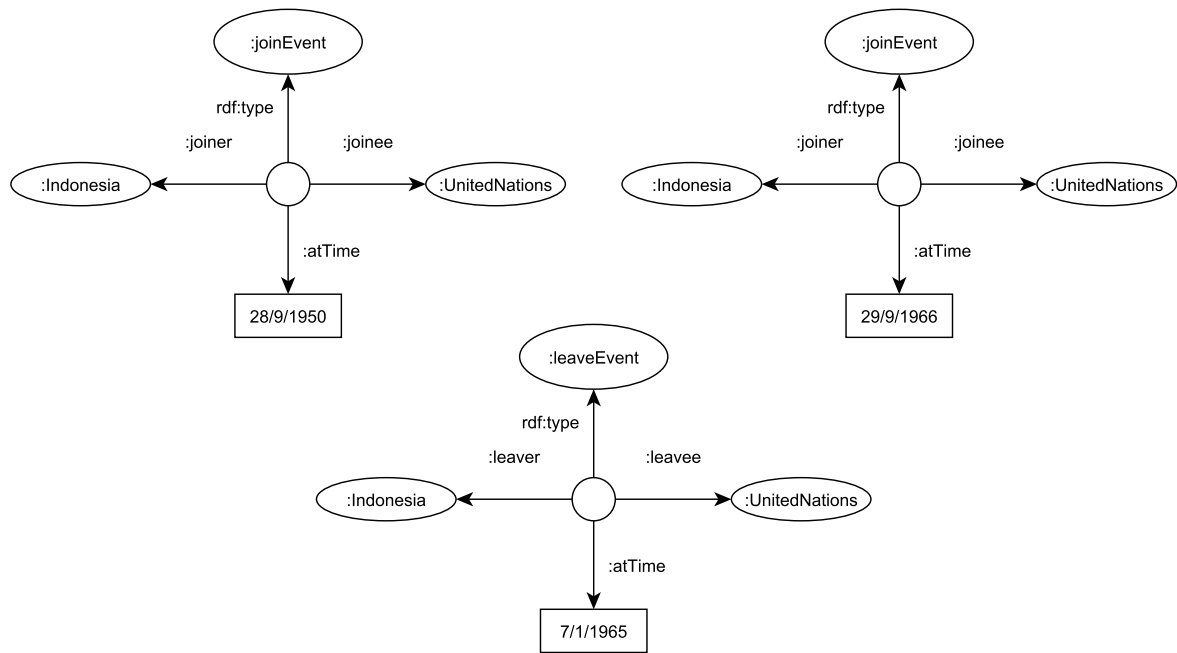 :joinEvent
rdf:type
:joiner
:joinee
:Indonesia
:UnitedNations
:atTime
28/9/1950
:joinEvent
rdf:type
:joiner
:joinee
:Indonesia
:UnitedNations
:atTime
29/9/1966
:leaveEvent
rdf:type
:leaver
:leavee
:Indonesia
:UnitedNations
:atTime
7/1/1965